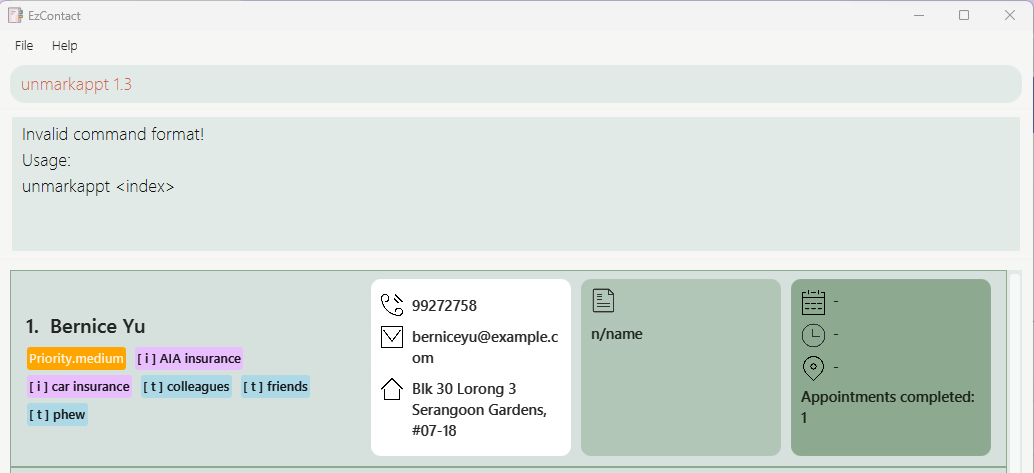 EzContact
File Help
unmarkappt 1.3
Invalid command format!
Usage:
unmarkappt <index>
1. Bernice Yu
Priority.medium [ i ] AIA insurance
[ i ] car insurance [ t ] colleagues [ t ] friends
[ t ] phew
99272758
berniceyu@example.c
om
Blk 30 Lorong 3
Serangoon Gardens,
#07-18
n/name
-
-
-
Appointments completed:
1